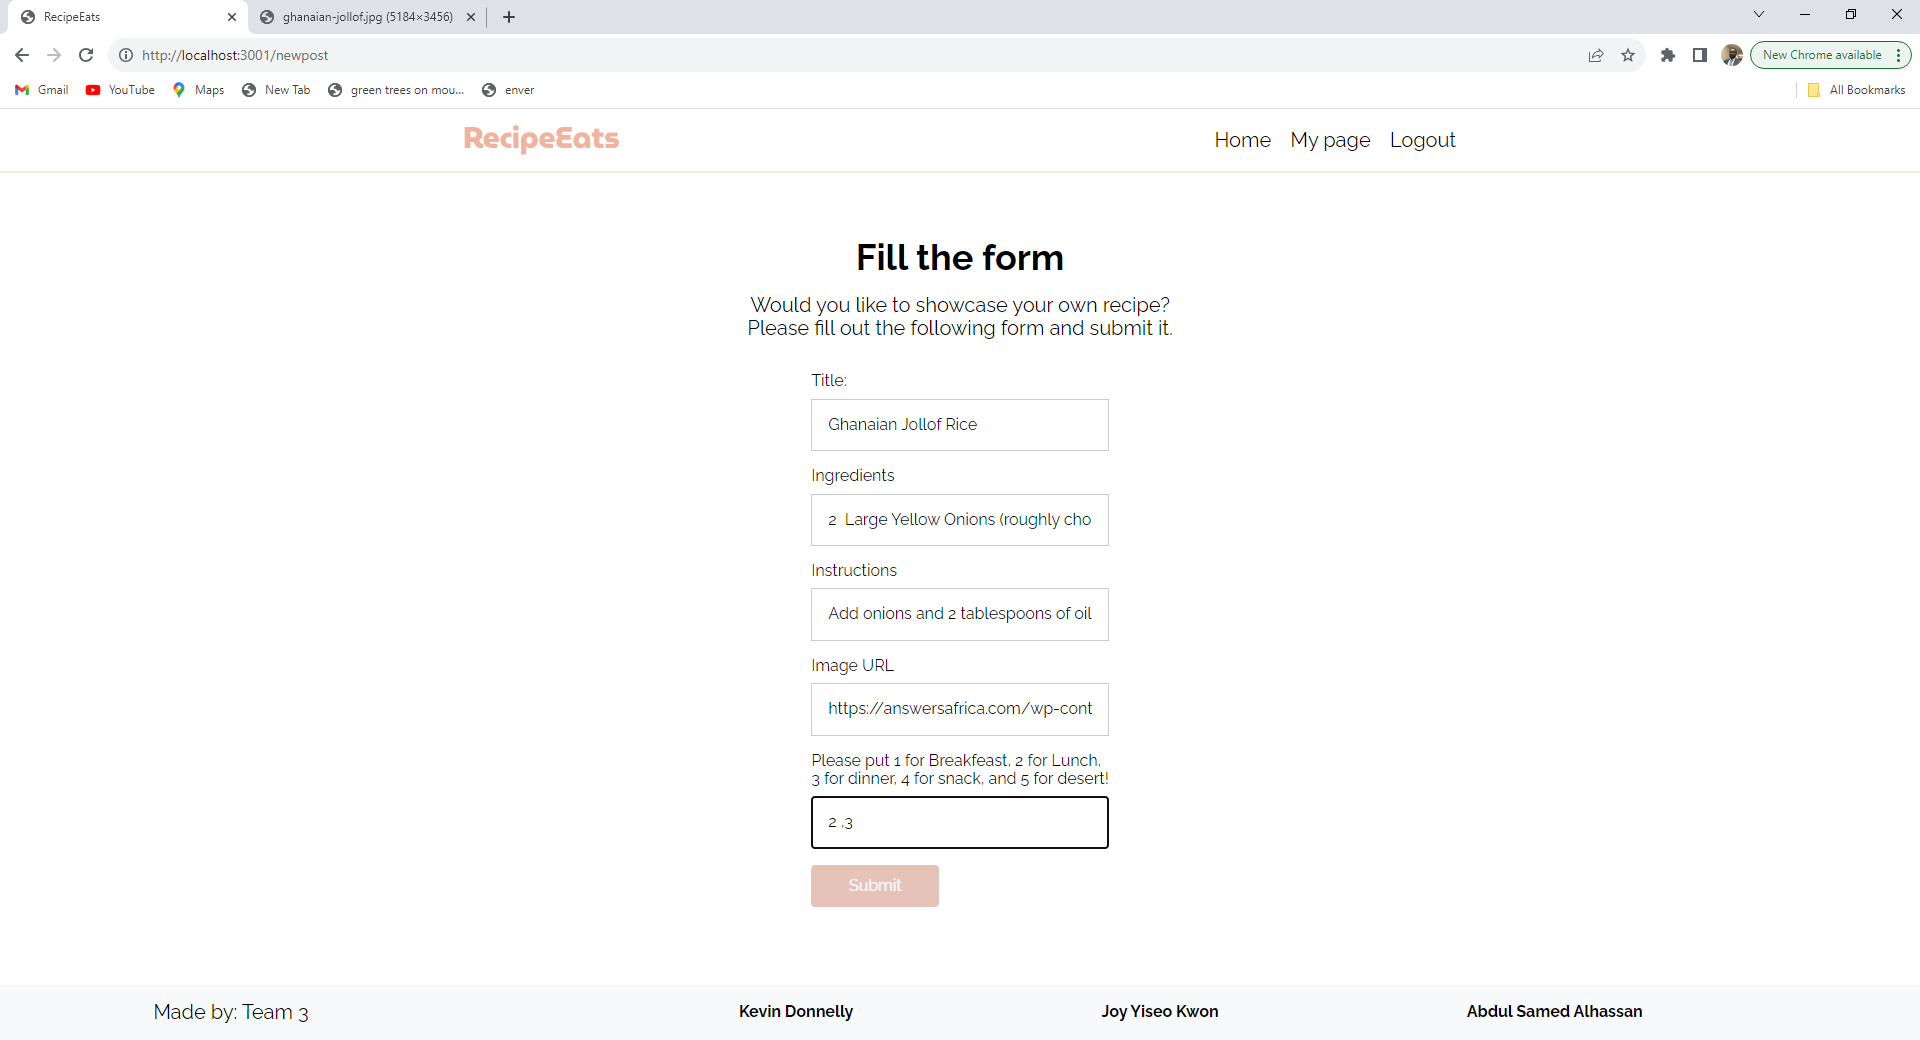 RecipeEats
ghanaian-jollof.jpg (5184×3456)
http://localhost:3001/newpost
New Chrome available
Gmail
YouTube
Maps
New Tab
green trees on mou...
enver
All Bookmarks
RecipeEats
Home
My page
Logout
Fill the form
Would you like to showcase your own recipe?
Please fill out the following form and submit it.
Title:
Ghanaian Jollof Rice
Ingredients
2  Large Yellow Onions (roughly cho
Instructions
Add onions and 2 tablespoons of oil
Image URL
https://answersafrica.com/wp-cont
Please put 1 for Breakfeast, 2 for Lunch,
3 for dinner, 4 for snack, and 5 for desert!
2 ,3
Submit
Made by: Team 3
Kevin Donnelly
Joy Yiseo Kwon
Abdul Samed Alhassan